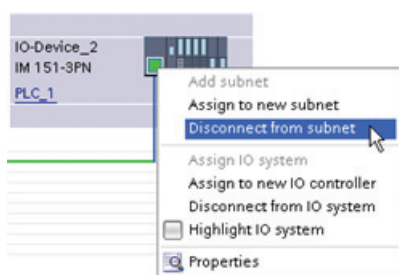 IO-Device_2
IM 151-3PN
PLC_1
Add subnet
Assign to new subnet
Disconnect from subnet
Assign IO system
Assign to new IO controller
Disconnect from IO system
Highlight IO system
Properties